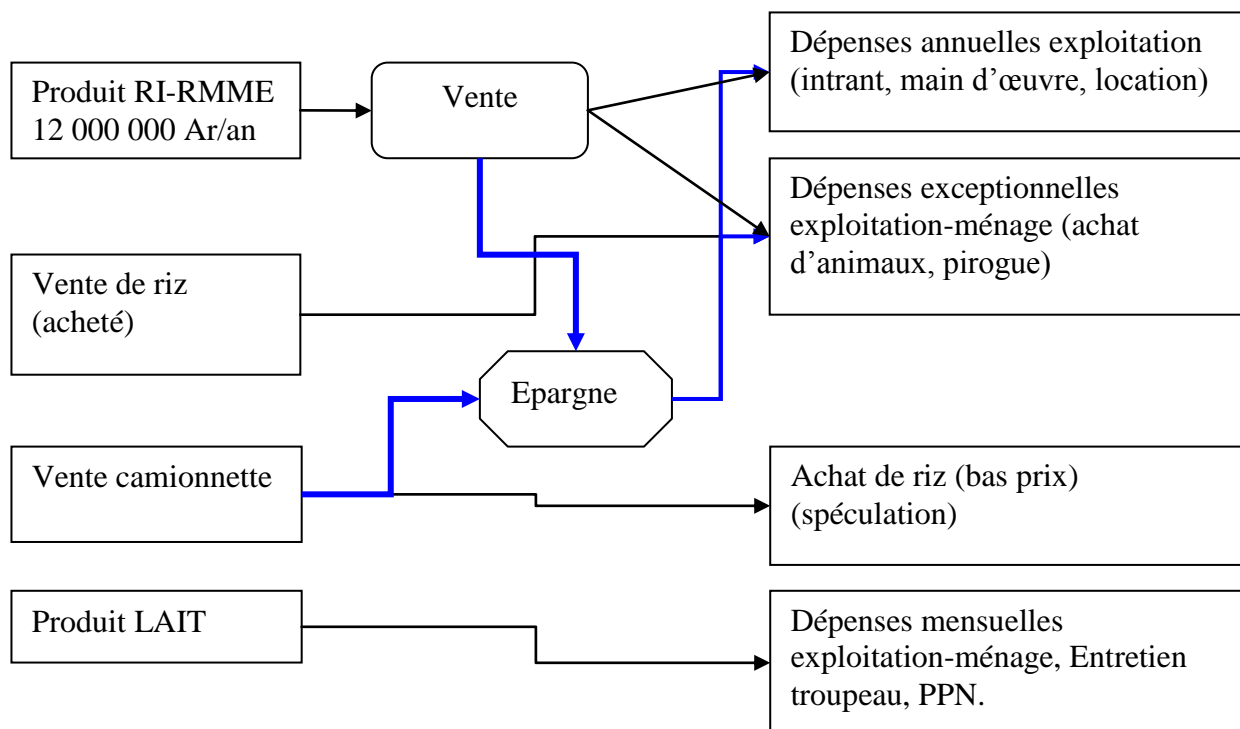 Produit RI-RMME
12 000 000 Ar/an
Vente
Dépenses annuelles exploitation
(intrant, main d’œuvre, location)
Dépenses exceptionnelles
exploitation-ménage (achat
d’animaux, pirogue)
Vente de riz
(acheté)
Epargne
Vente camionnette
Achat de riz (bas prix)
(spéculation)
Produit LAIT
Dépenses mensuelles
exploitation-ménage, Entretien
troupeau, PPN.